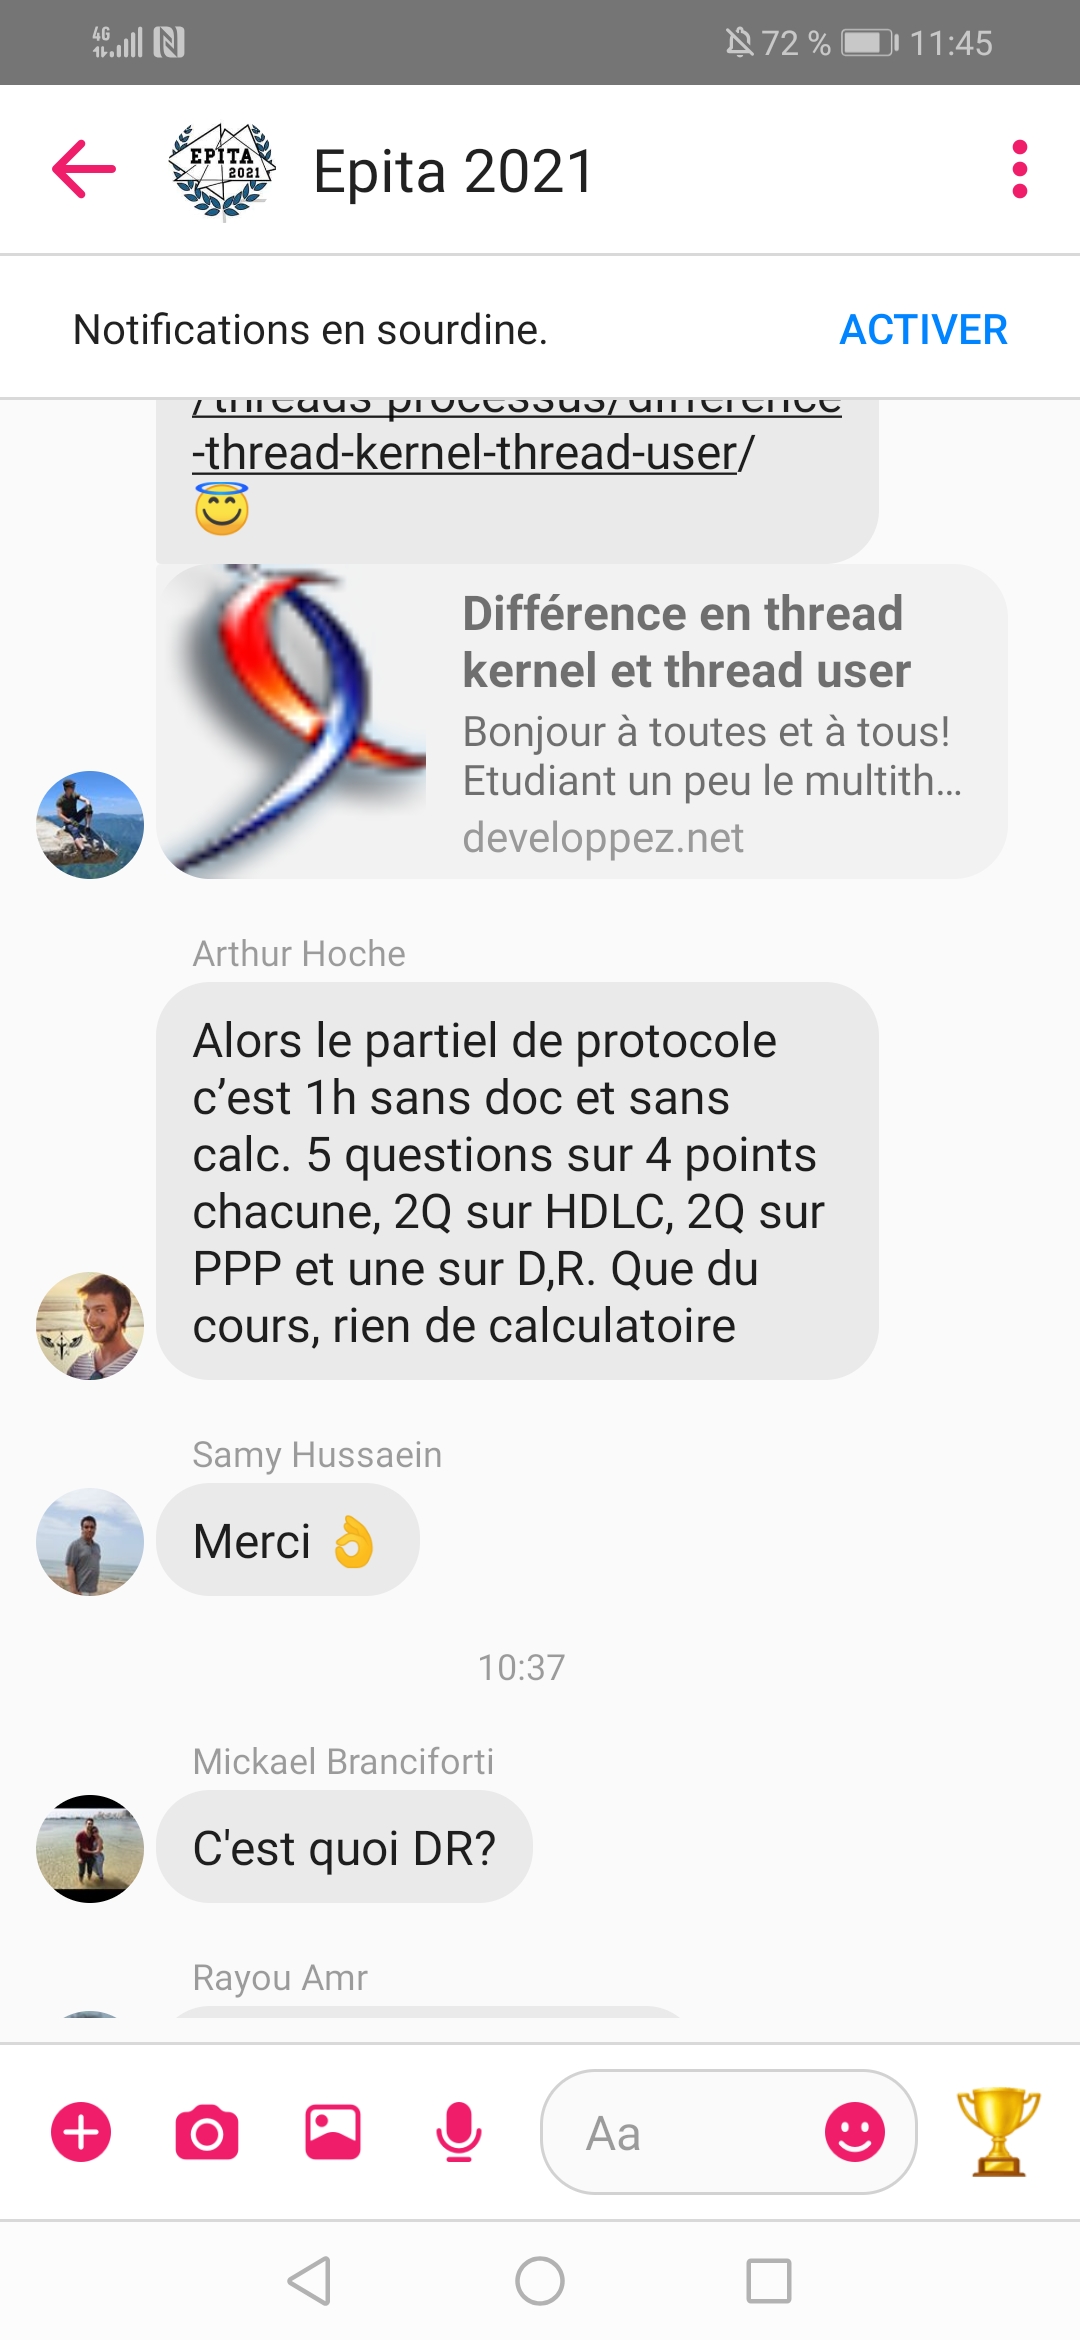 4G
72 %
11:45
EPITA
2021
Epita 2021
Notifications en sourdine.
ACTIVER
/threads-processus/difference
-thread-kernel-thread-user/
😇
Différence en thread
kernel et thread user
Bonjour à toutes et à tous!
Etudiant un peu le multith...
developpez.net
Arthur Hoche
Alors le partiel de protocole
c’est 1h sans doc et sans
calc. 5 questions sur 4 points
chacune, 2Q sur HDLC, 2Q sur
PPP et une sur D,R. Que du
cours, rien de calculatoire
Samy Hussaein
Merci 👌
10:37
Mickael Branciforti
C'est quoi DR?
Rayou Amr
Aa